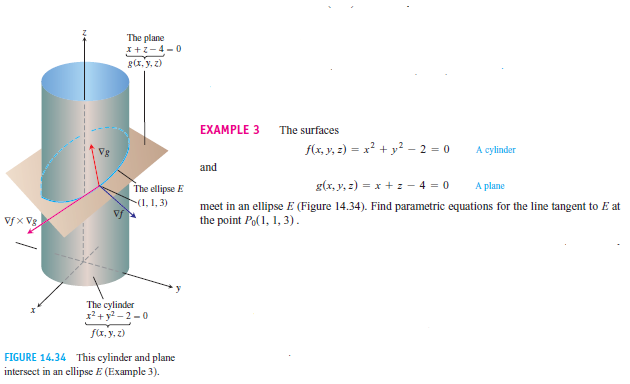 z
The plane
x + z – 4 = 0
g(x, y, z)
∇g
The ellipse E
(1, 1, 3)
∇f
∇f × ∇g
y
x
The cylinder
x² + y² – 2 = 0
f(x, y, z)
FIGURE 14.34 This cylinder and plane
intersect in an ellipse E (Example 3).
EXAMPLE 3 The surfaces
f(x, y, z) = x² + y² − 2 = 0 A cylinder
and
g(x, y, z) = x + z − 4 = 0 A plane
meet in an ellipse E (Figure 14.34). Find parametric equations for the line tangent to E at
the point P₀(1, 1, 3).